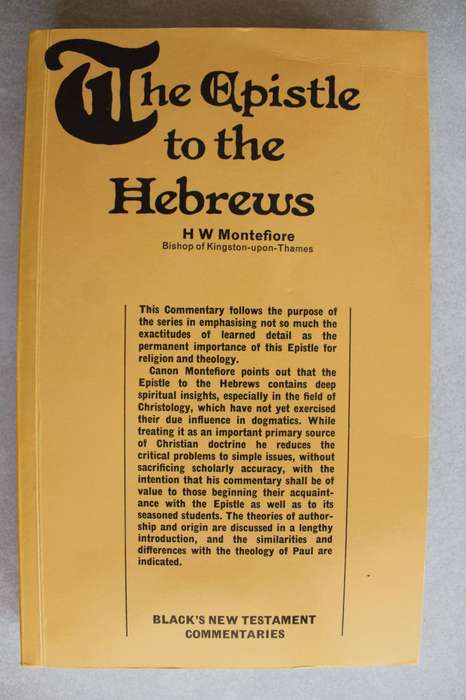 The Epistle
to the
Hebrews
H W Montefiore
Bishop of Kingston-upon-Thames
This Commentary follows the purpose of
the series in emphasising not so much the
exactitudes of learned detail as the
permanent importance of this Epistle for
religion and theology.
Canon Montefiore points out that the
Epistle to the Hebrews contains deep
spiritual insights, especially in the field of
Christology, which have not yet exercised
their due influence in dogmatics. While
treating it as an important primary source
of Christian doctrine he reduces the
critical problems to simple issues, without
sacrificing scholarly accuracy, with the
intention that his commentary shall be of
value to those beginning their acquaint-
ance with the Epistle as well as to its
seasoned students. The theories of author-
ship and origin are discussed in a lengthy
introduction, and the similarities and
differences with the theology of Paul are
indicated.
BLACK'S NEW TESTAMENT
COMMENTARIES